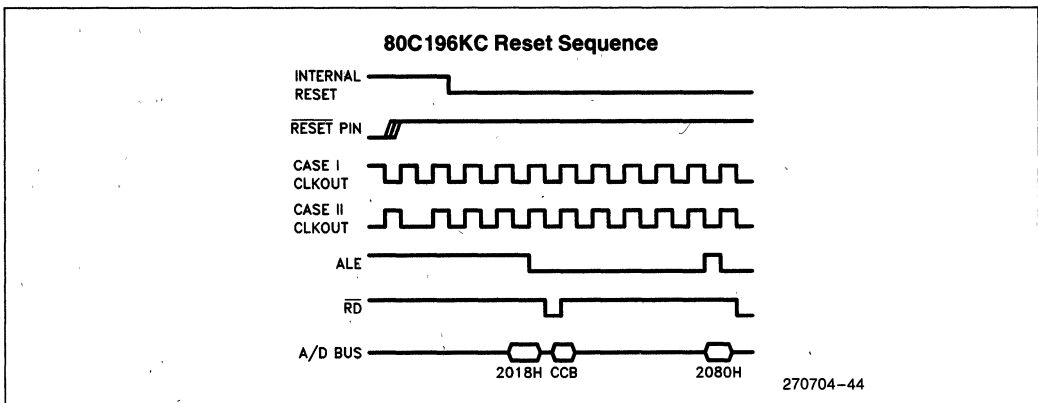 80C196KC Reset Sequence
INTERNAL
RESET
RESET PIN
CASE I
CLKOUT
CASE II
CLKOUT
ALE
RD
A/D BUS
2018H CCB 2080H
270704-44